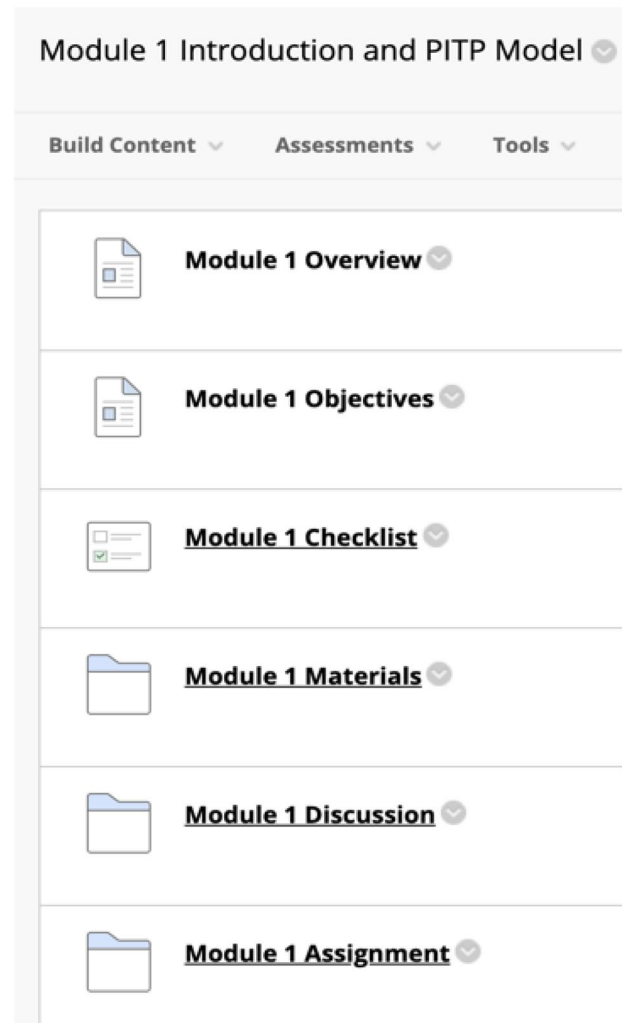 Module 1 Introduction and PITP Model
Build Content Assessments Tools
Module 1 Overview
Module 1 Objectives
Module 1 Checklist
Module 1 Materials
Module 1 Discussion
Module 1 Assignment